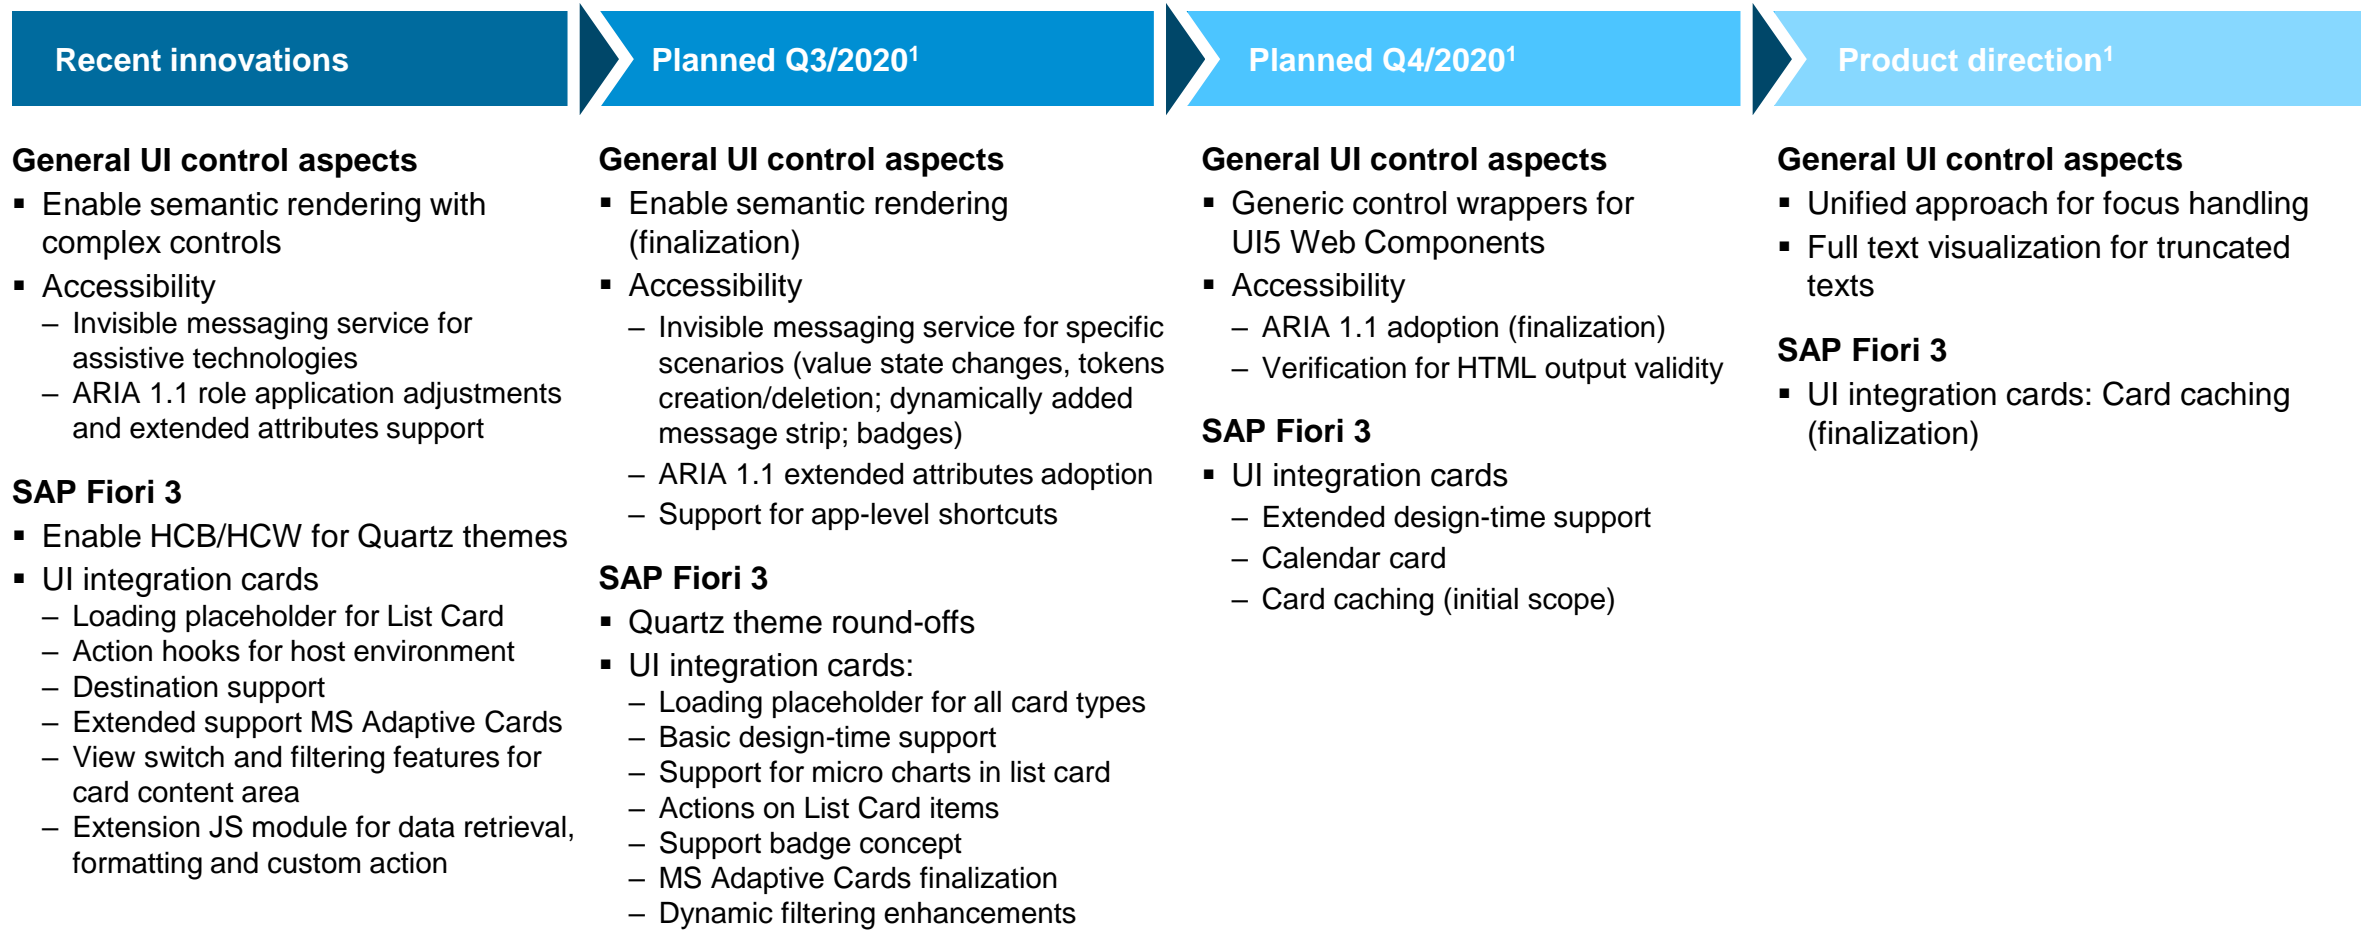 Recent innovations
Planned Q3/2020¹
Planned Q4/2020¹
Product direction¹
General UI control aspects
▪ Enable semantic rendering with
complex controls
▪ Accessibility
– Invisible messaging service for
assistive technologies
– ARIA 1.1 role application adjustments
and extended attributes support
SAP Fiori 3
▪ Enable HCB/HCW for Quartz themes
▪ UI integration cards
– Loading placeholder for List Card
– Action hooks for host environment
– Destination support
– Extended support MS Adaptive Cards
– View switch and filtering features for
card content area
– Extension JS module for data retrieval,
formatting and custom action
General UI control aspects
▪ Enable semantic rendering
(finalization)
▪ Accessibility
– Invisible messaging service for specific
scenarios (value state changes, tokens
creation/deletion; dynamically added
message strip; badges)
– ARIA 1.1 extended attributes adoption
– Support for app-level shortcuts
SAP Fiori 3
▪ Quartz theme round-offs
▪ UI integration cards:
– Loading placeholder for all card types
– Basic design-time support
– Support for micro charts in list card
– Actions on List Card items
– Support badge concept
– MS Adaptive Cards finalization
– Dynamic filtering enhancements
General UI control aspects
▪ Generic control wrappers for
UI5 Web Components
▪ Accessibility
– ARIA 1.1 adoption (finalization)
– Verification for HTML output validity
SAP Fiori 3
▪ UI integration cards
– Extended design-time support
– Calendar card
– Card caching (initial scope)
General UI control aspects
▪ Unified approach for focus handling
▪ Full text visualization for truncated
texts
SAP Fiori 3
▪ UI integration cards: Card caching
(finalization)